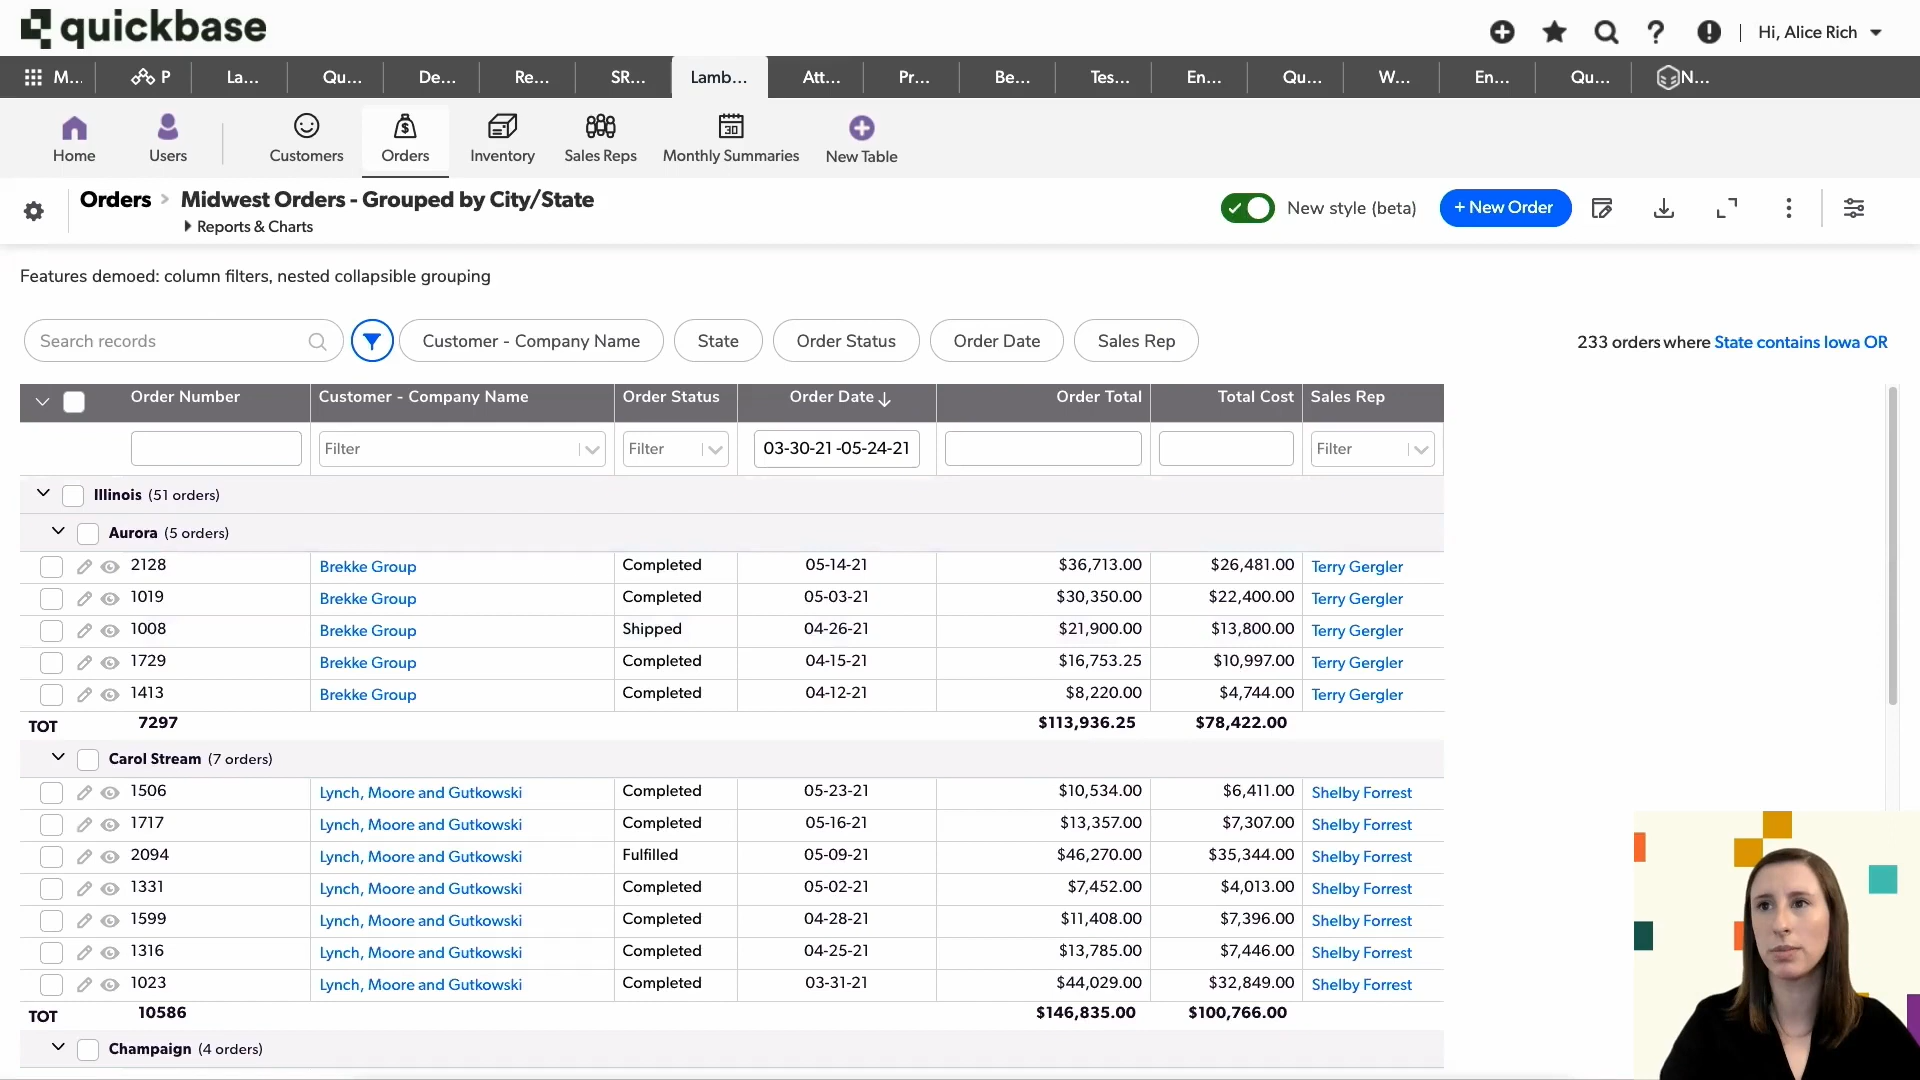 quickbase
Hi, Alice Rich
M... P La... Qu... De... Re... SR... Lamb... Att... Pr... Be... Tes... En... Qu... W... En... Qu... N...
Home Users Customers Orders Inventory Sales Reps 30 Monthly Summaries New Table
Orders > Midwest Orders - Grouped by City/State
Reports & Charts
New style (beta) + New Order
Features demoed: column filters, nested collapsible grouping
Search records Customer - Company Name State Order Status Order Date Sales Rep 233 orders where State contains Iowa OR
Order Number Customer - Company Name Order Status Order Date Order Total Total Cost Sales Rep
Filter Filter 03-30-21 -05-24-21 Filter
Illinois (51 orders)
Aurora (5 orders)
2128 Brekke Group Completed 05-14-21 $36,713.00 $26,481.00 Terry Gergler
1019 Brekke Group Completed 05-03-21 $30,350.00 $22,400.00 Terry Gergler
1008 Brekke Group Shipped 04-26-21 $21,900.00 $13,800.00 Terry Gergler
1729 Brekke Group Completed 04-15-21 $16,753.25 $10,997.00 Terry Gergler
1413 Brekke Group Completed 04-12-21 $8,220.00 $4,744.00 Terry Gergler
TOT 7297 $113,936.25 $78,422.00
Carol Stream (7 orders)
1506 Lynch, Moore and Gutkowski Completed 05-23-21 $10,534.00 $6,411.00 Shelby Forrest
1717 Lynch, Moore and Gutkowski Completed 05-16-21 $13,357.00 $7,307.00 Shelby Forrest
2094 Lynch, Moore and Gutkowski Fulfilled 05-09-21 $46,270.00 $35,344.00 Shelby Forrest
1331 Lynch, Moore and Gutkowski Completed 05-02-21 $7,452.00 $4,013.00 Shelby Forrest
1599 Lynch, Moore and Gutkowski Completed 04-28-21 $11,408.00 $7,396.00 Shelby Forrest
1316 Lynch, Moore and Gutkowski Completed 04-25-21 $13,785.00 $7,446.00 Shelby Forrest
1023 Lynch, Moore and Gutkowski Completed 03-31-21 $44,029.00 $32,849.00 Shelby Forrest
TOT 10586 $146,835.00 $100,766.00
Champaign (4 orders)